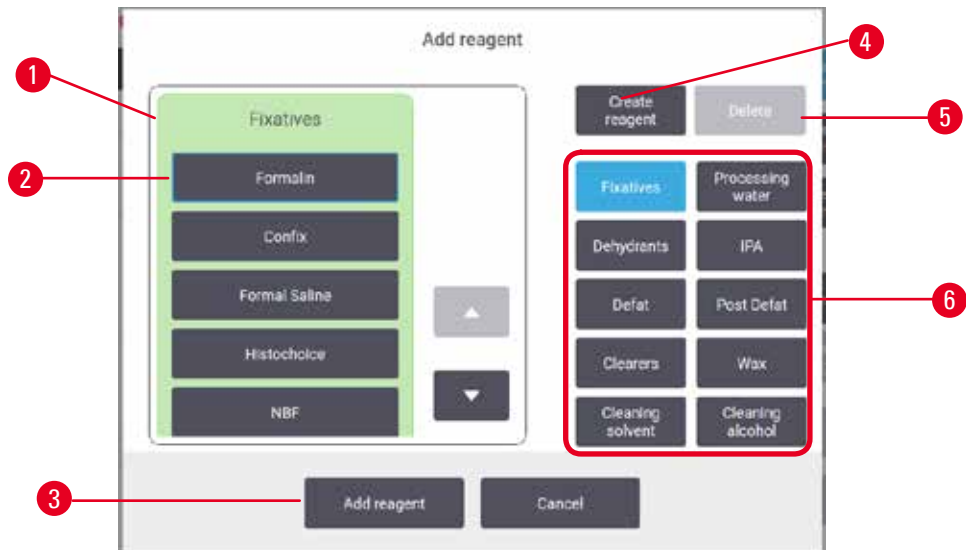 Add reagent
4
1
Fixatives
Create
reagent
Delete
5
2
Formalin
Fixatives
Processing
water
Confix
Dehydrants
IPA
Formal Saline
Defat
Post Defat
6
Histochoice
Clearers
Wax
NBF
Cleaning
solvent
Cleaning
alcohol
3
Add reagent
Cancel